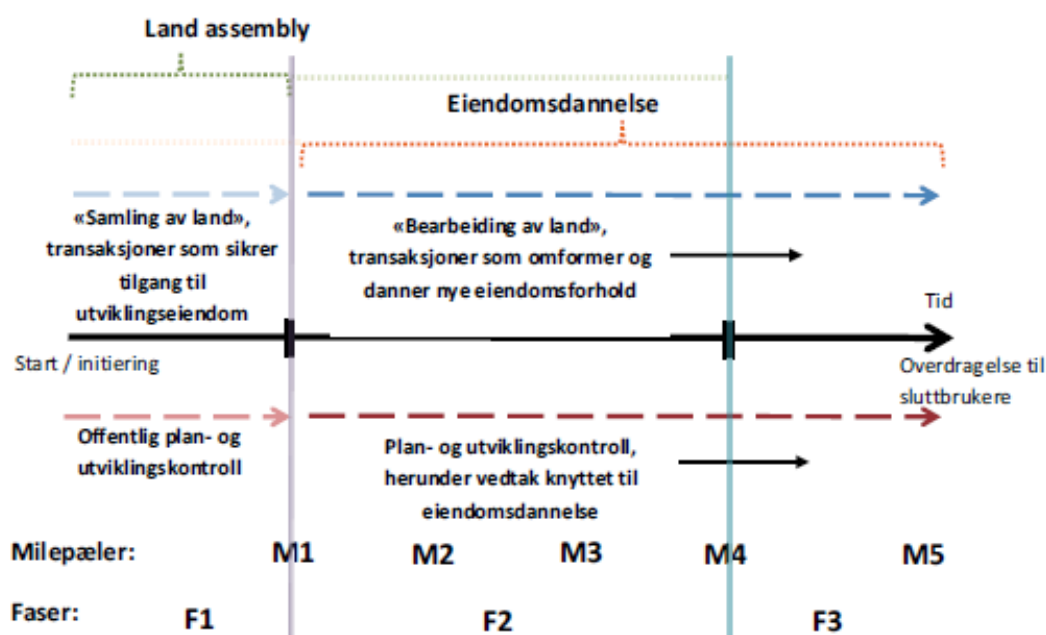 Land assembly
Eiendomsdannelse
«Samling av land»,
transaksjoner som sikrer
tilgang til
utviklingseiendom
«Bearbeiding av land»,
transaksjoner som omformer og
danner nye eiendomsforhold
Tid
Start / initiering
Overdragelse til
sluttbrukere
Offentlig plan- og
utviklingskontroll
Plan- og utviklingskontroll,
herunder vedtak knyttet til
eiendomsdannelse
Milepæler: M1 M2 M3 M4 M5
Faser: F1 F2 F3